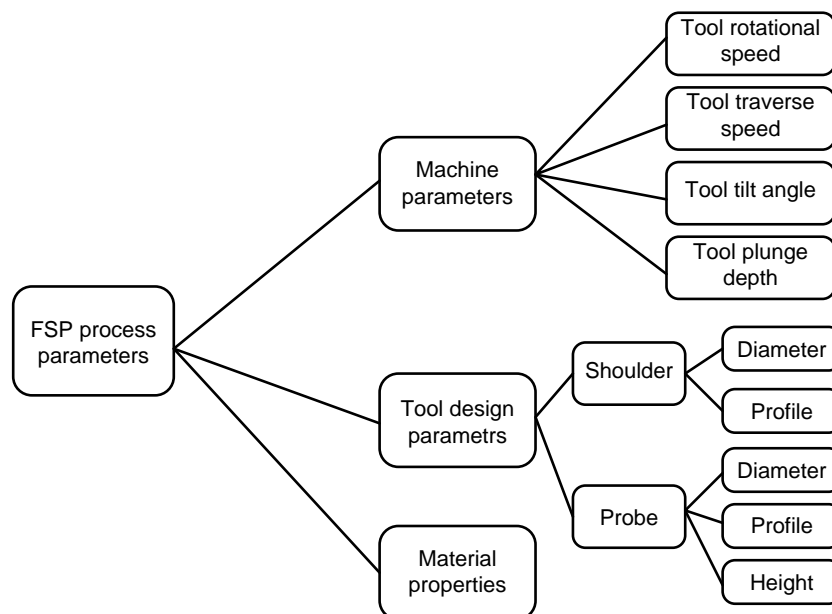 Tool rotational
speed
Tool traverse
speed
Machine
parameters
Tool tilt angle
Tool plunge
depth
FSP process
parameters
Tool design
parametrs
Shoulder
Diameter
Profile
Probe
Diameter
Profile
Height
Material
properties